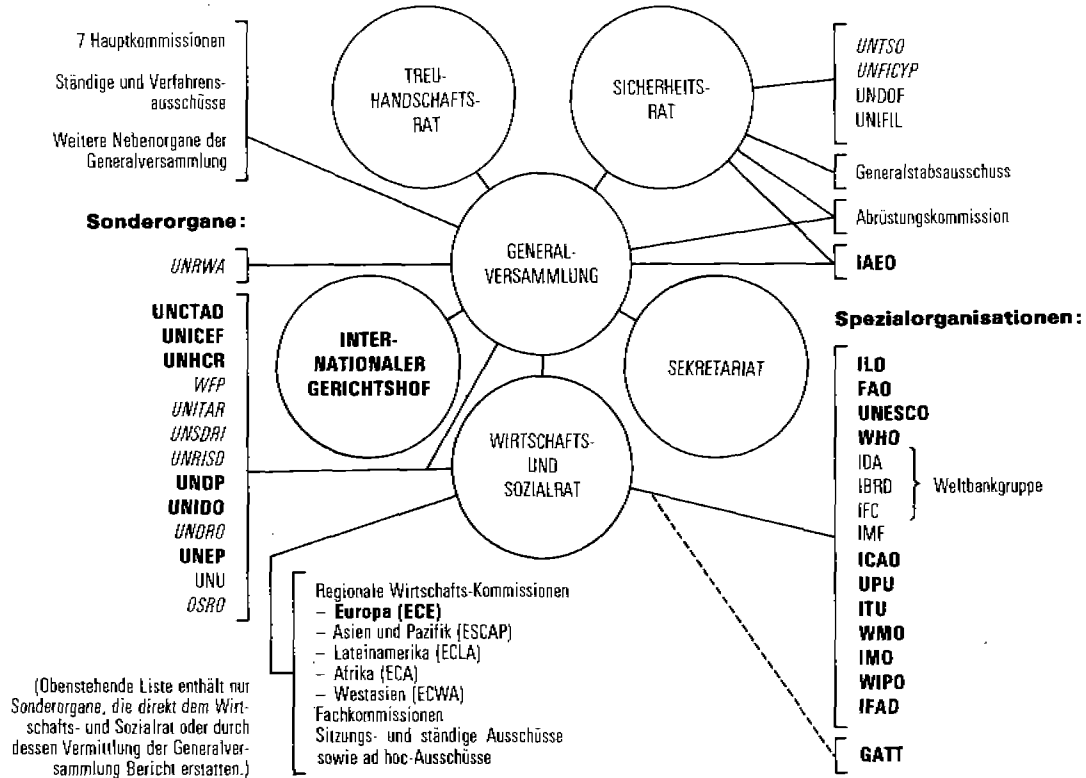 7 Hauptkommissionen
Ständige und Verfahrens-
ausschüsse
Weitere Nebenorgane der
Generalversammlung
TREU-
HANDSCHAFTS-
RAT
SICHERHEITS-
RAT
UNTSO
UNFICYP
UNDOF
UNIFIL
Generalstabsausschuss
Abrüstungskommission
IAEO
Sonderorgane:
UNRWA
GENERAL-
VERSAMMLUNG
UNCTAD
UNICEF
UNHCR
WFP
UNITAR
UNSDRI
UNRISD
UNDP
UNIDO
UNDRO
UNEP
UNU
OSRO
INTER-
NATIONALER
GERICHTSHOF
SEKRETARIAT
WIRTSCHAFTS-
UND
SOZIALRAT
Spezialorganisationen:
ILO
FAO
UNESCO
WHO
IDA
IBRD
IFC
Weltbankgruppe
IMF
ICAO
UPU
ITU
WMO
IMO
WIPO
IFAD
GATT
Regionale Wirtschafts-Kommissionen
– Europa (ECE)
– Asien und Pazifik (ESCAP)
– Lateinamerika (ECLA)
– Afrika (ECA)
– Westasien (ECWA)
Fachkommissionen
Sitzungs- und ständige Ausschüsse
sowie ad hoc-Ausschüsse
(Obenstehende Liste enthält nur
Sonderorgane, die direkt dem Wirt-
schafts- und Sozialrat oder durch
dessen Vermittlung der Generalver-
sammlung Bericht erstatten.)